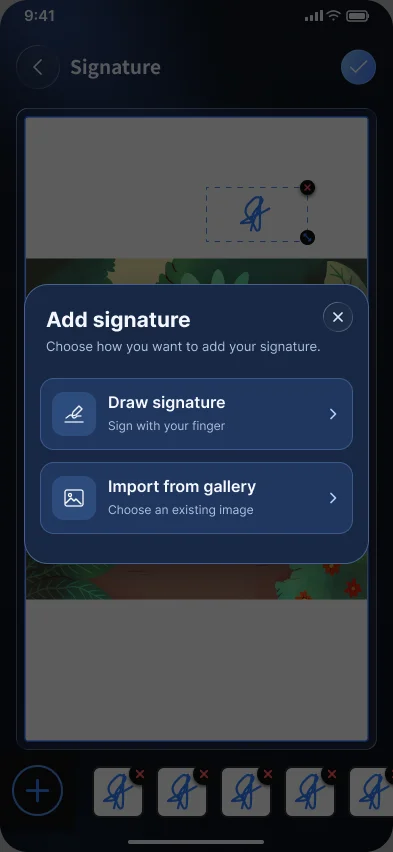 9:41
Signature
Add signature
Choose how you want to add your signature.
Draw signature
Sign with your finger
Import from gallery
Choose an existing image